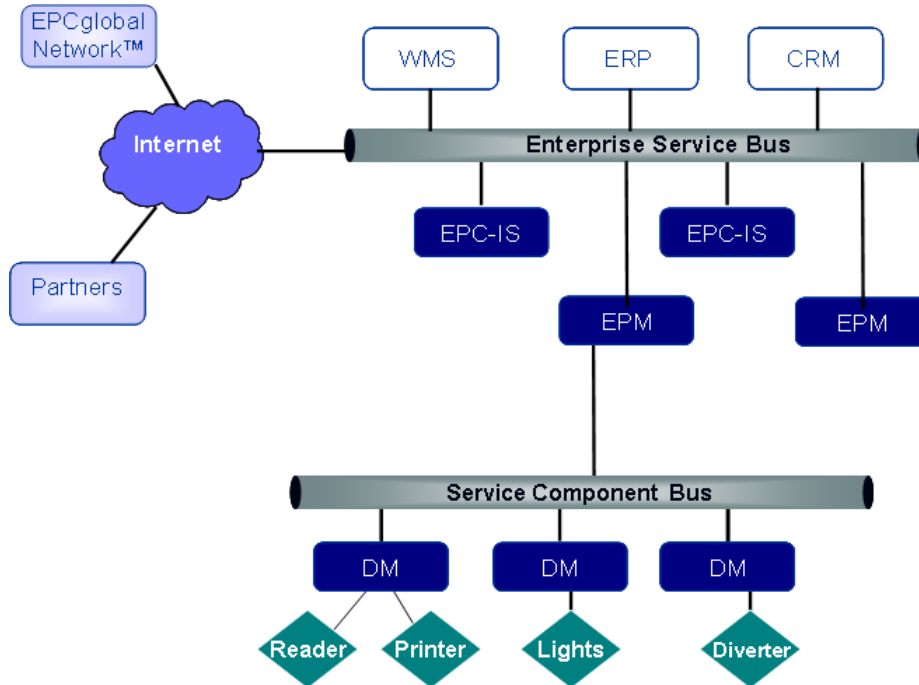 EPCglobal
Network™
WMS
ERP
CRM
Internet
Enterprise Service Bus
EPC-IS
EPC-IS
Partners
EPM
EPM
Service Component Bus
DM
DM
DM
Reader
Printer
Lights
Diverter